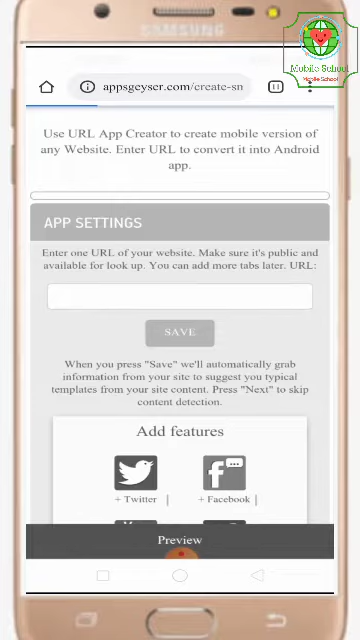 SAMSUNG
Mobile School
Mobile School
appsgeyser.com/create-sn
Use URL App Creator to create mobile version of
any Website. Enter URL to convert it into Android
app.
APP SETTINGS
Enter one URL of your website. Make sure it's public and
available for look up. You can add more tabs later. URL:
SAVE
When you press "Save" we'll automatically grab
information from your site to suggest you typical
templates from your site content. Press "Next" to skip
content detection.
Add features
+ Twitter |
+ Facebook |
Preview